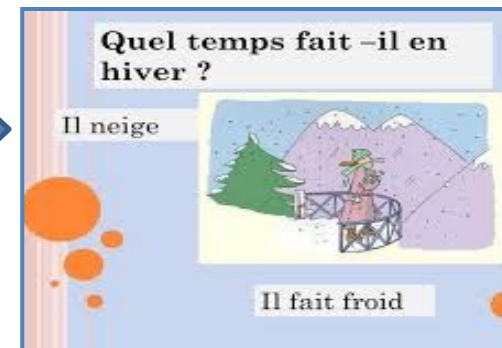 Quel temps fait –il en
hiver ?
Il neige
Il fait froid